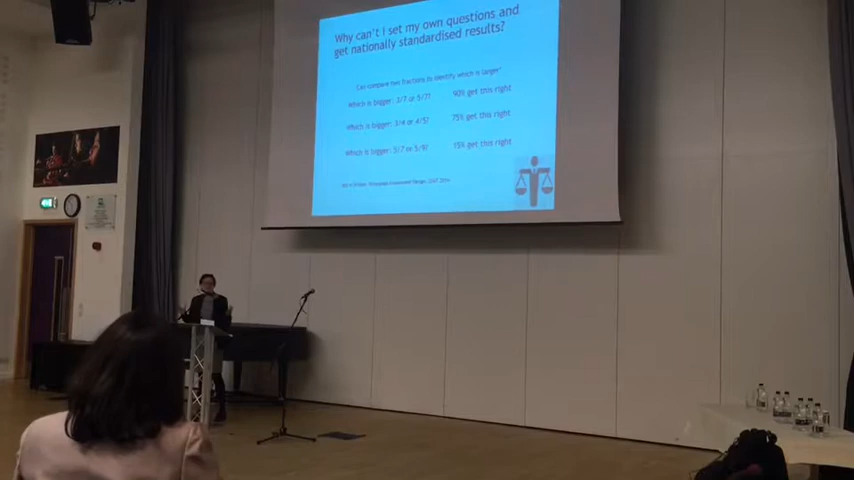 Why can't I set my own questions and
get nationally standardised results?
Can compare two fractions to identify which is larger"
Which is bigger: 3/7 or 5/7? 90% get this right
Which is bigger: 3/4 or 4/5? 75% get this right
Which is bigger: 5/7 or 5/9? 15% get this right